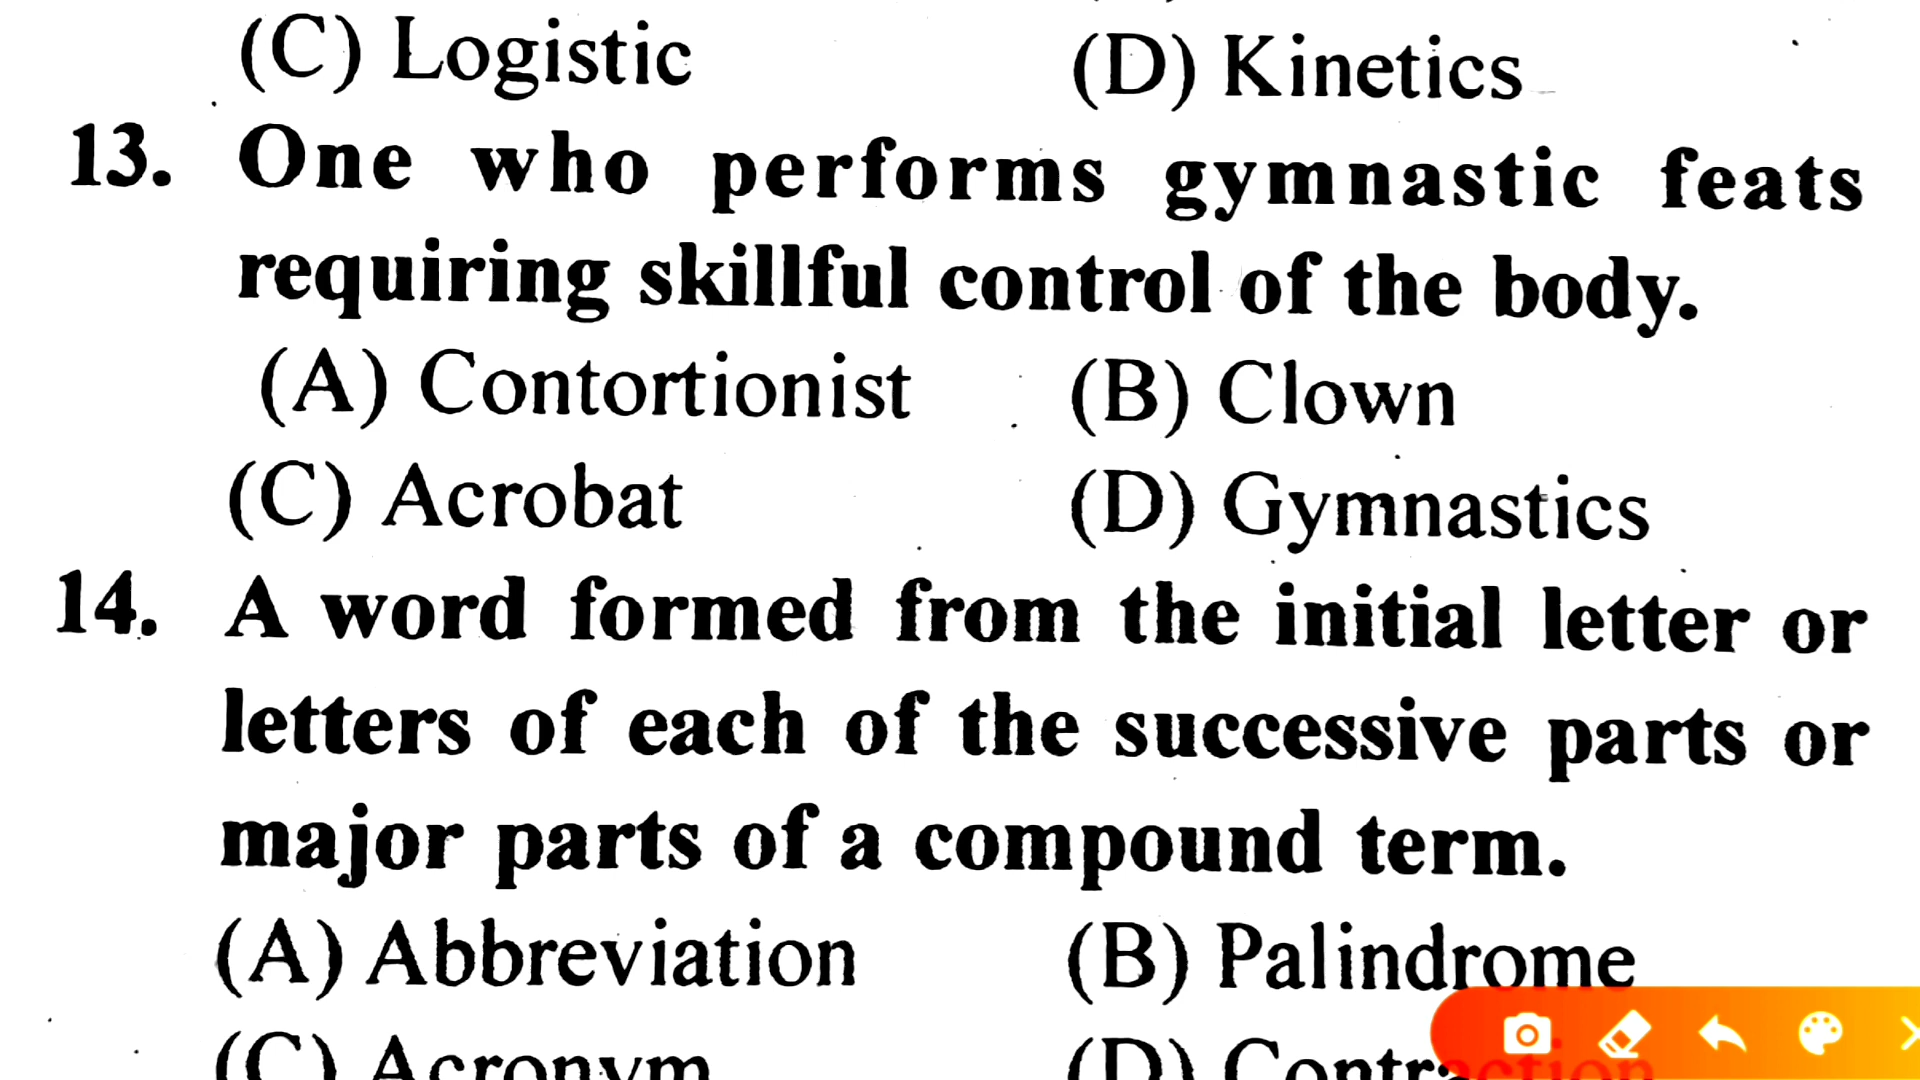 (C) Logistic (D) Kinetics
13. One who performs gymnastic feats
requiring skillful control of the body.
(A) Contortionist (B) Clown
(C) Acrobat (D) Gymnastics
14. A word formed from the initial letter or
letters of each of the successive parts or
major parts of a compound term.
(A) Abbreviation (B) Palindrome
(C) Acronym (D) Contraction